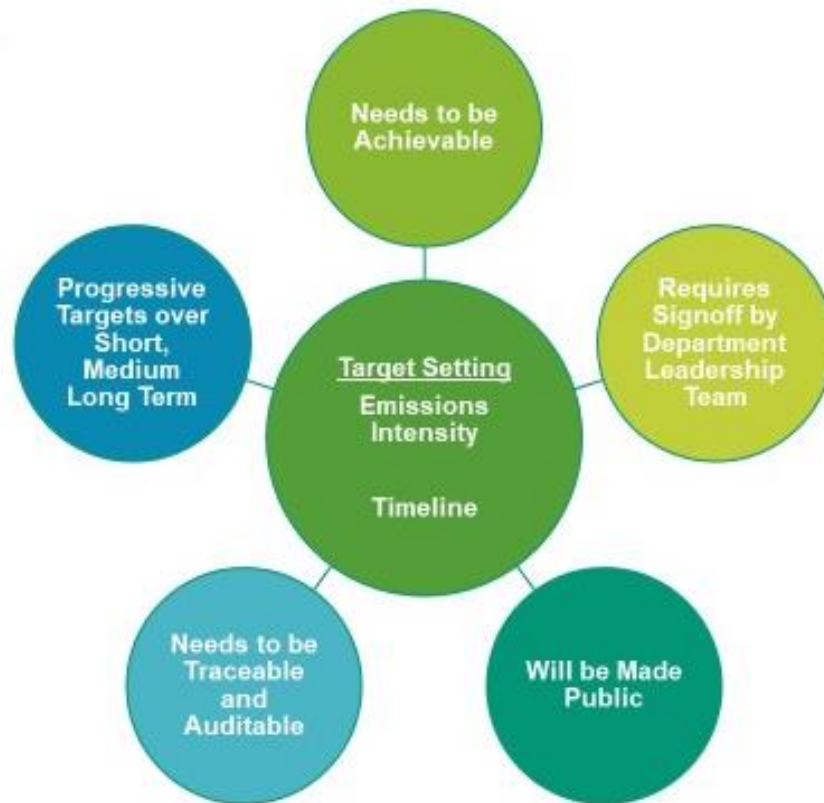 Needs to be
Achievable
Progressive
Targets over
Short,
Medium
Long Term
Requires
Signoff by
Department
Leadership
Team
Target Setting
Emissions
Intensity
Timeline
Needs to be
Traceable
and
Auditable
Will be Made
Public